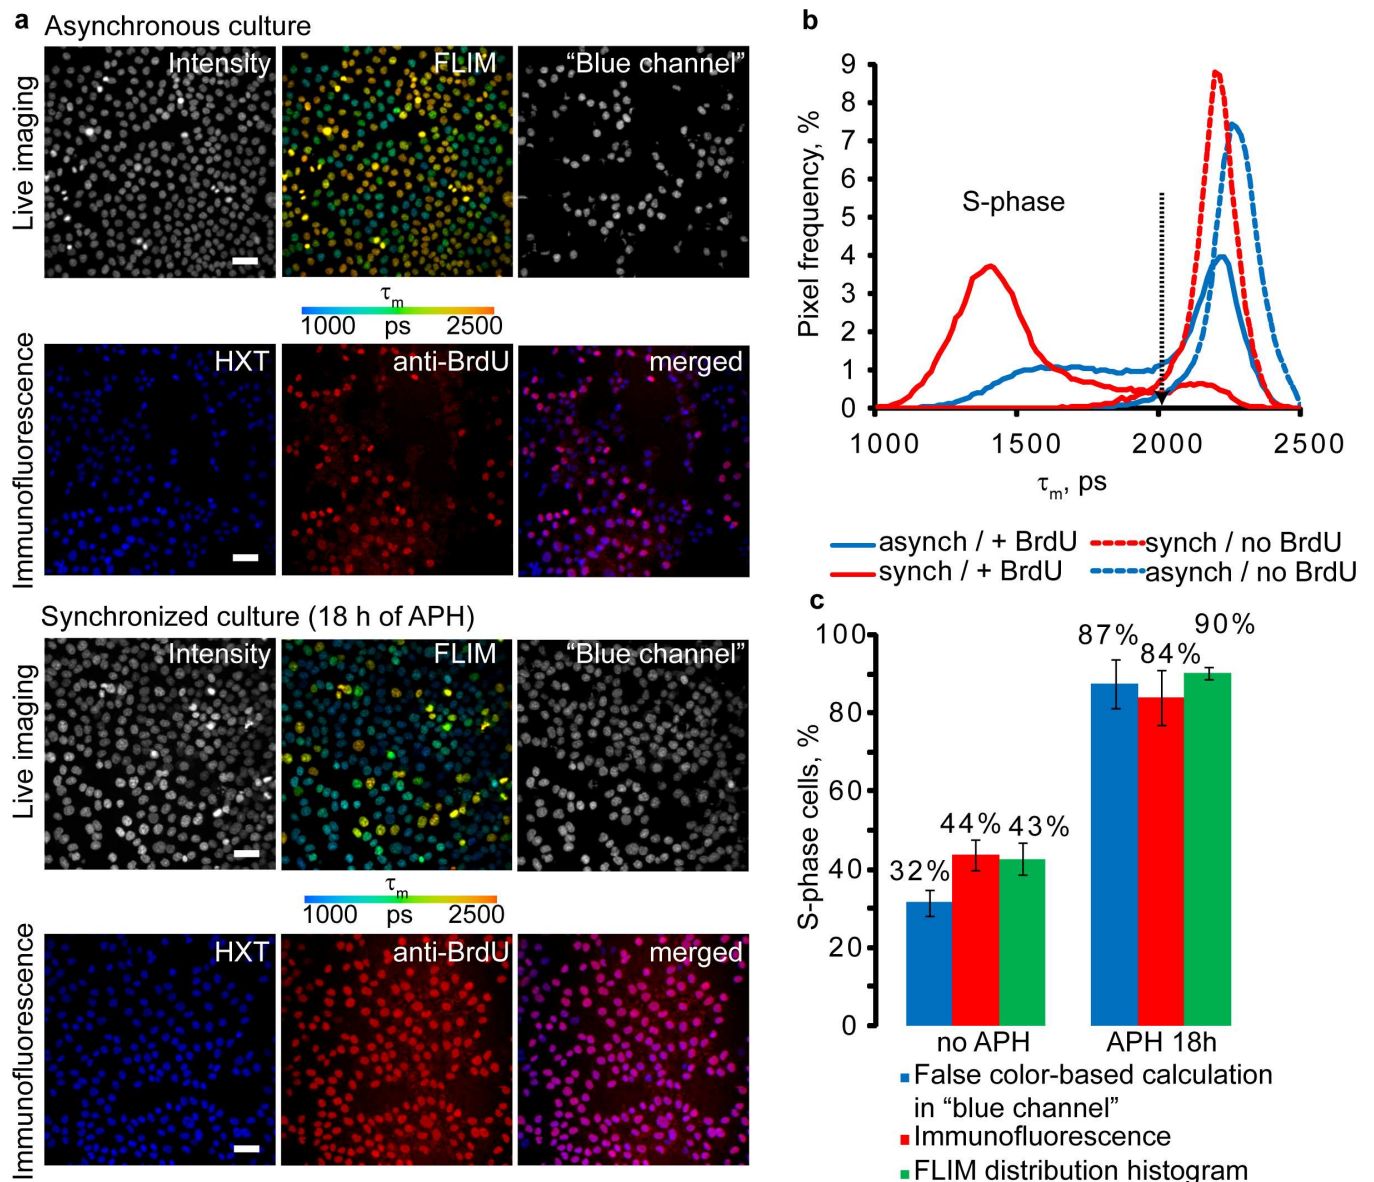 a
Asynchronous culture
Live imaging
Intensity
FLIM
“Blue channel”
τm
1000 ps 2500
Immunofluorescence
HXT
anti-BrdU
merged
Synchronized culture (18 h of APH)
Live imaging
Intensity
FLIM
“Blue channel”
τm
1000 ps 2500
Immunofluorescence
HXT
anti-BrdU
merged
b
Pixel frequency, %
9
8
7
6
5
4
3
2
1
0
S-phase
1000 1500 2000 2500
τm, ps
asynch / + BrdU
synch / no BrdU
synch / + BrdU
asynch / no BrdU
c
S-phase cells, %
100
80
60
40
20
0
32%
44%
43%
87%
84%
90%
no APH
APH 18h
False color-based calculation
in “blue channel”
Immunofluorescence
FLIM distribution histogram